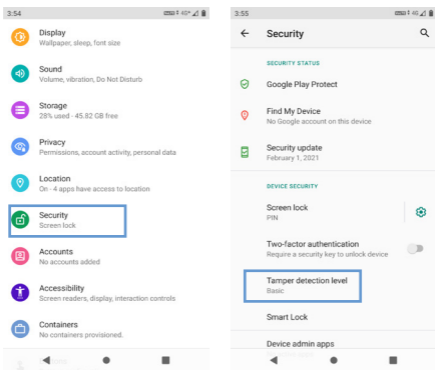 3:54
4G
Display
Wallpaper, sleep, font size
Sound
Volume, vibration, Do Not Disturb
Storage
28% used - 45.82 GB free
Privacy
Permissions, account activity, personal data
Location
On - 4 apps have access to location
Security
Screen lock
Accounts
No accounts added
Accessibility
Screen readers, display, interaction controls
Containers
No containers provisioned.
3:55
4G
Security
SECURITY STATUS
Google Play Protect
Find My Device
No Google account on this device
Security update
February 1, 2021
DEVICE SECURITY
Screen lock
PIN
Two-factor authentication
Require a security key to unlock device
Tamper detection level
Basic
Smart Lock
Device admin apps